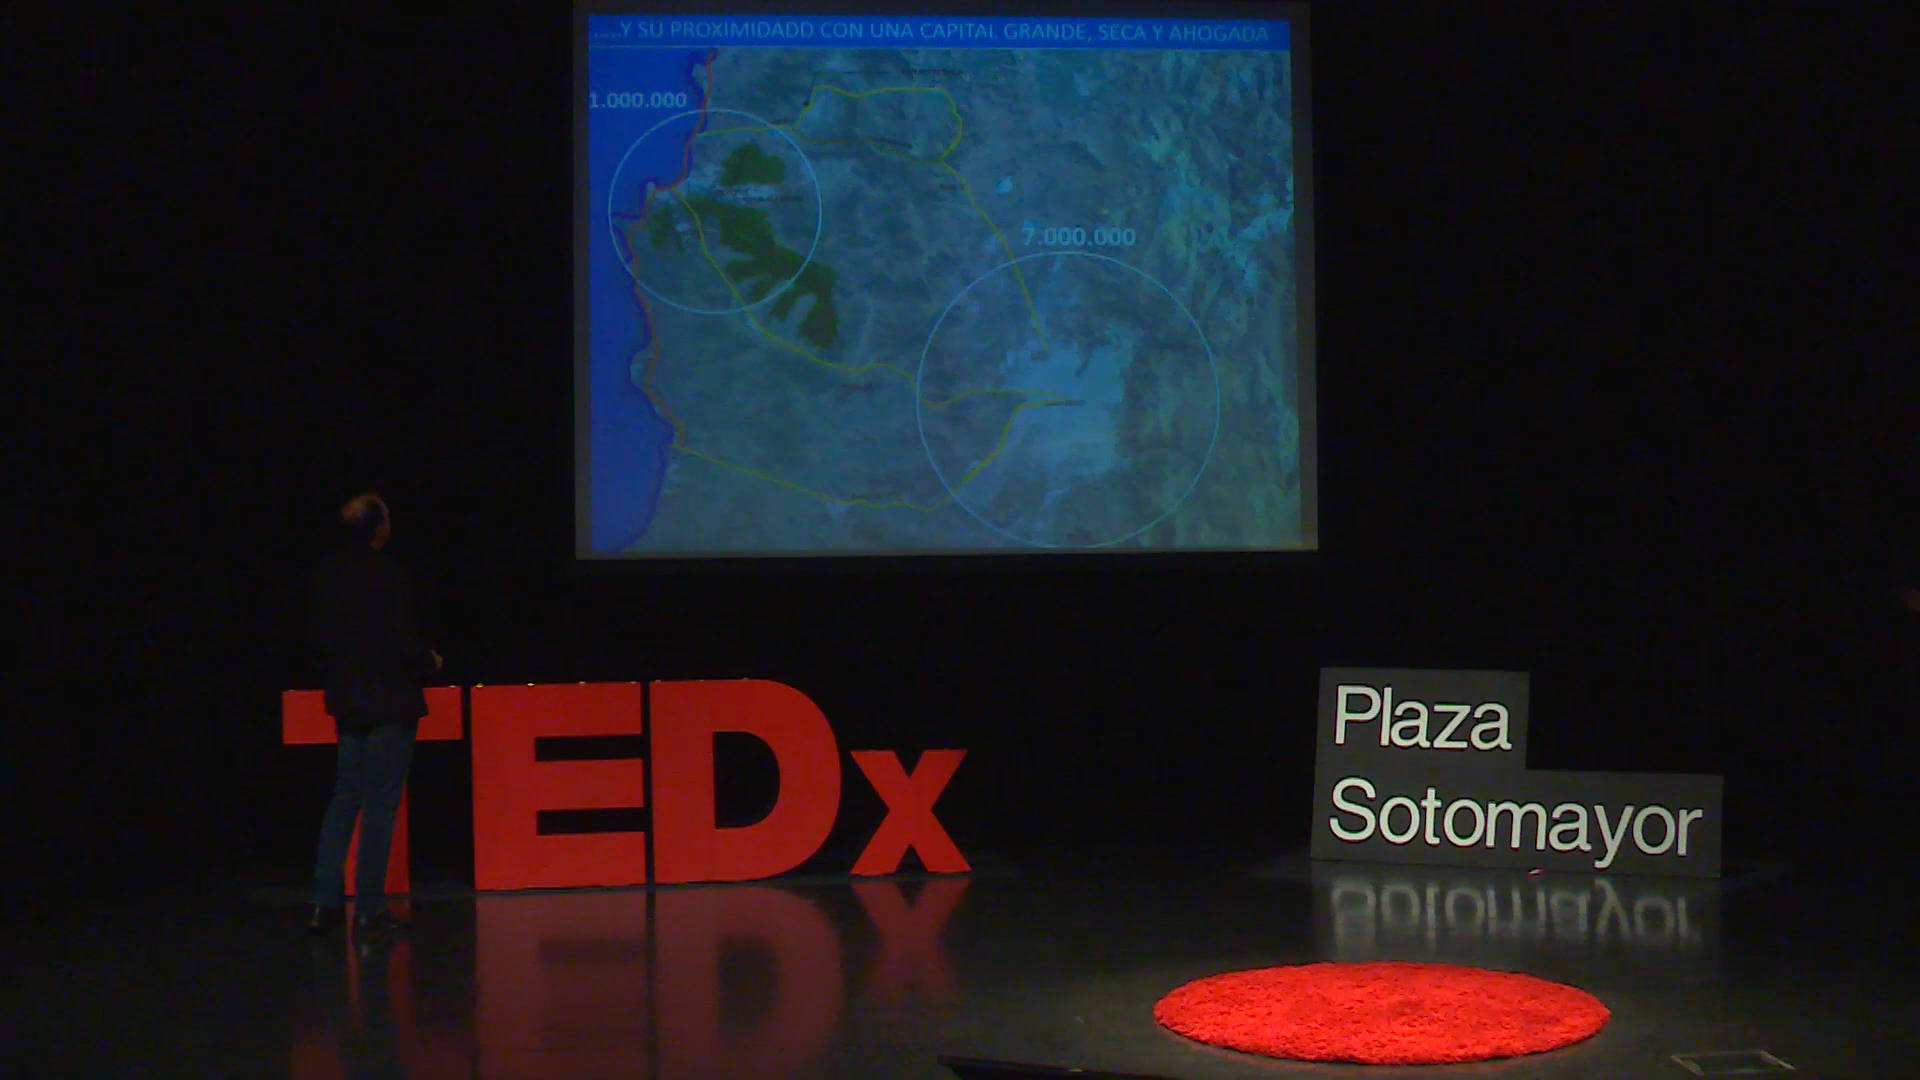 .....Y SU PROXIMIDADD CON UNA CAPITAL GRANDE, SECA Y AHOGADA
1.000.000
7.000.000
TEDx
Plaza
Sotomayor